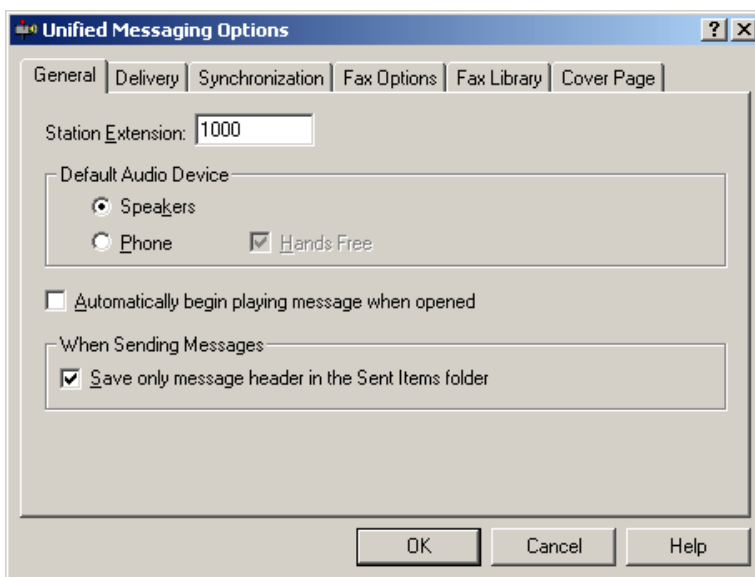 Unified Messaging Options
General Delivery Synchronization Fax Options Fax Library Cover Page
Station Extension: 1000
Default Audio Device
Speakers
Phone Hands Free
Automatically begin playing message when opened
When Sending Messages
Save only message header in the Sent Items folder
OK Cancel Help